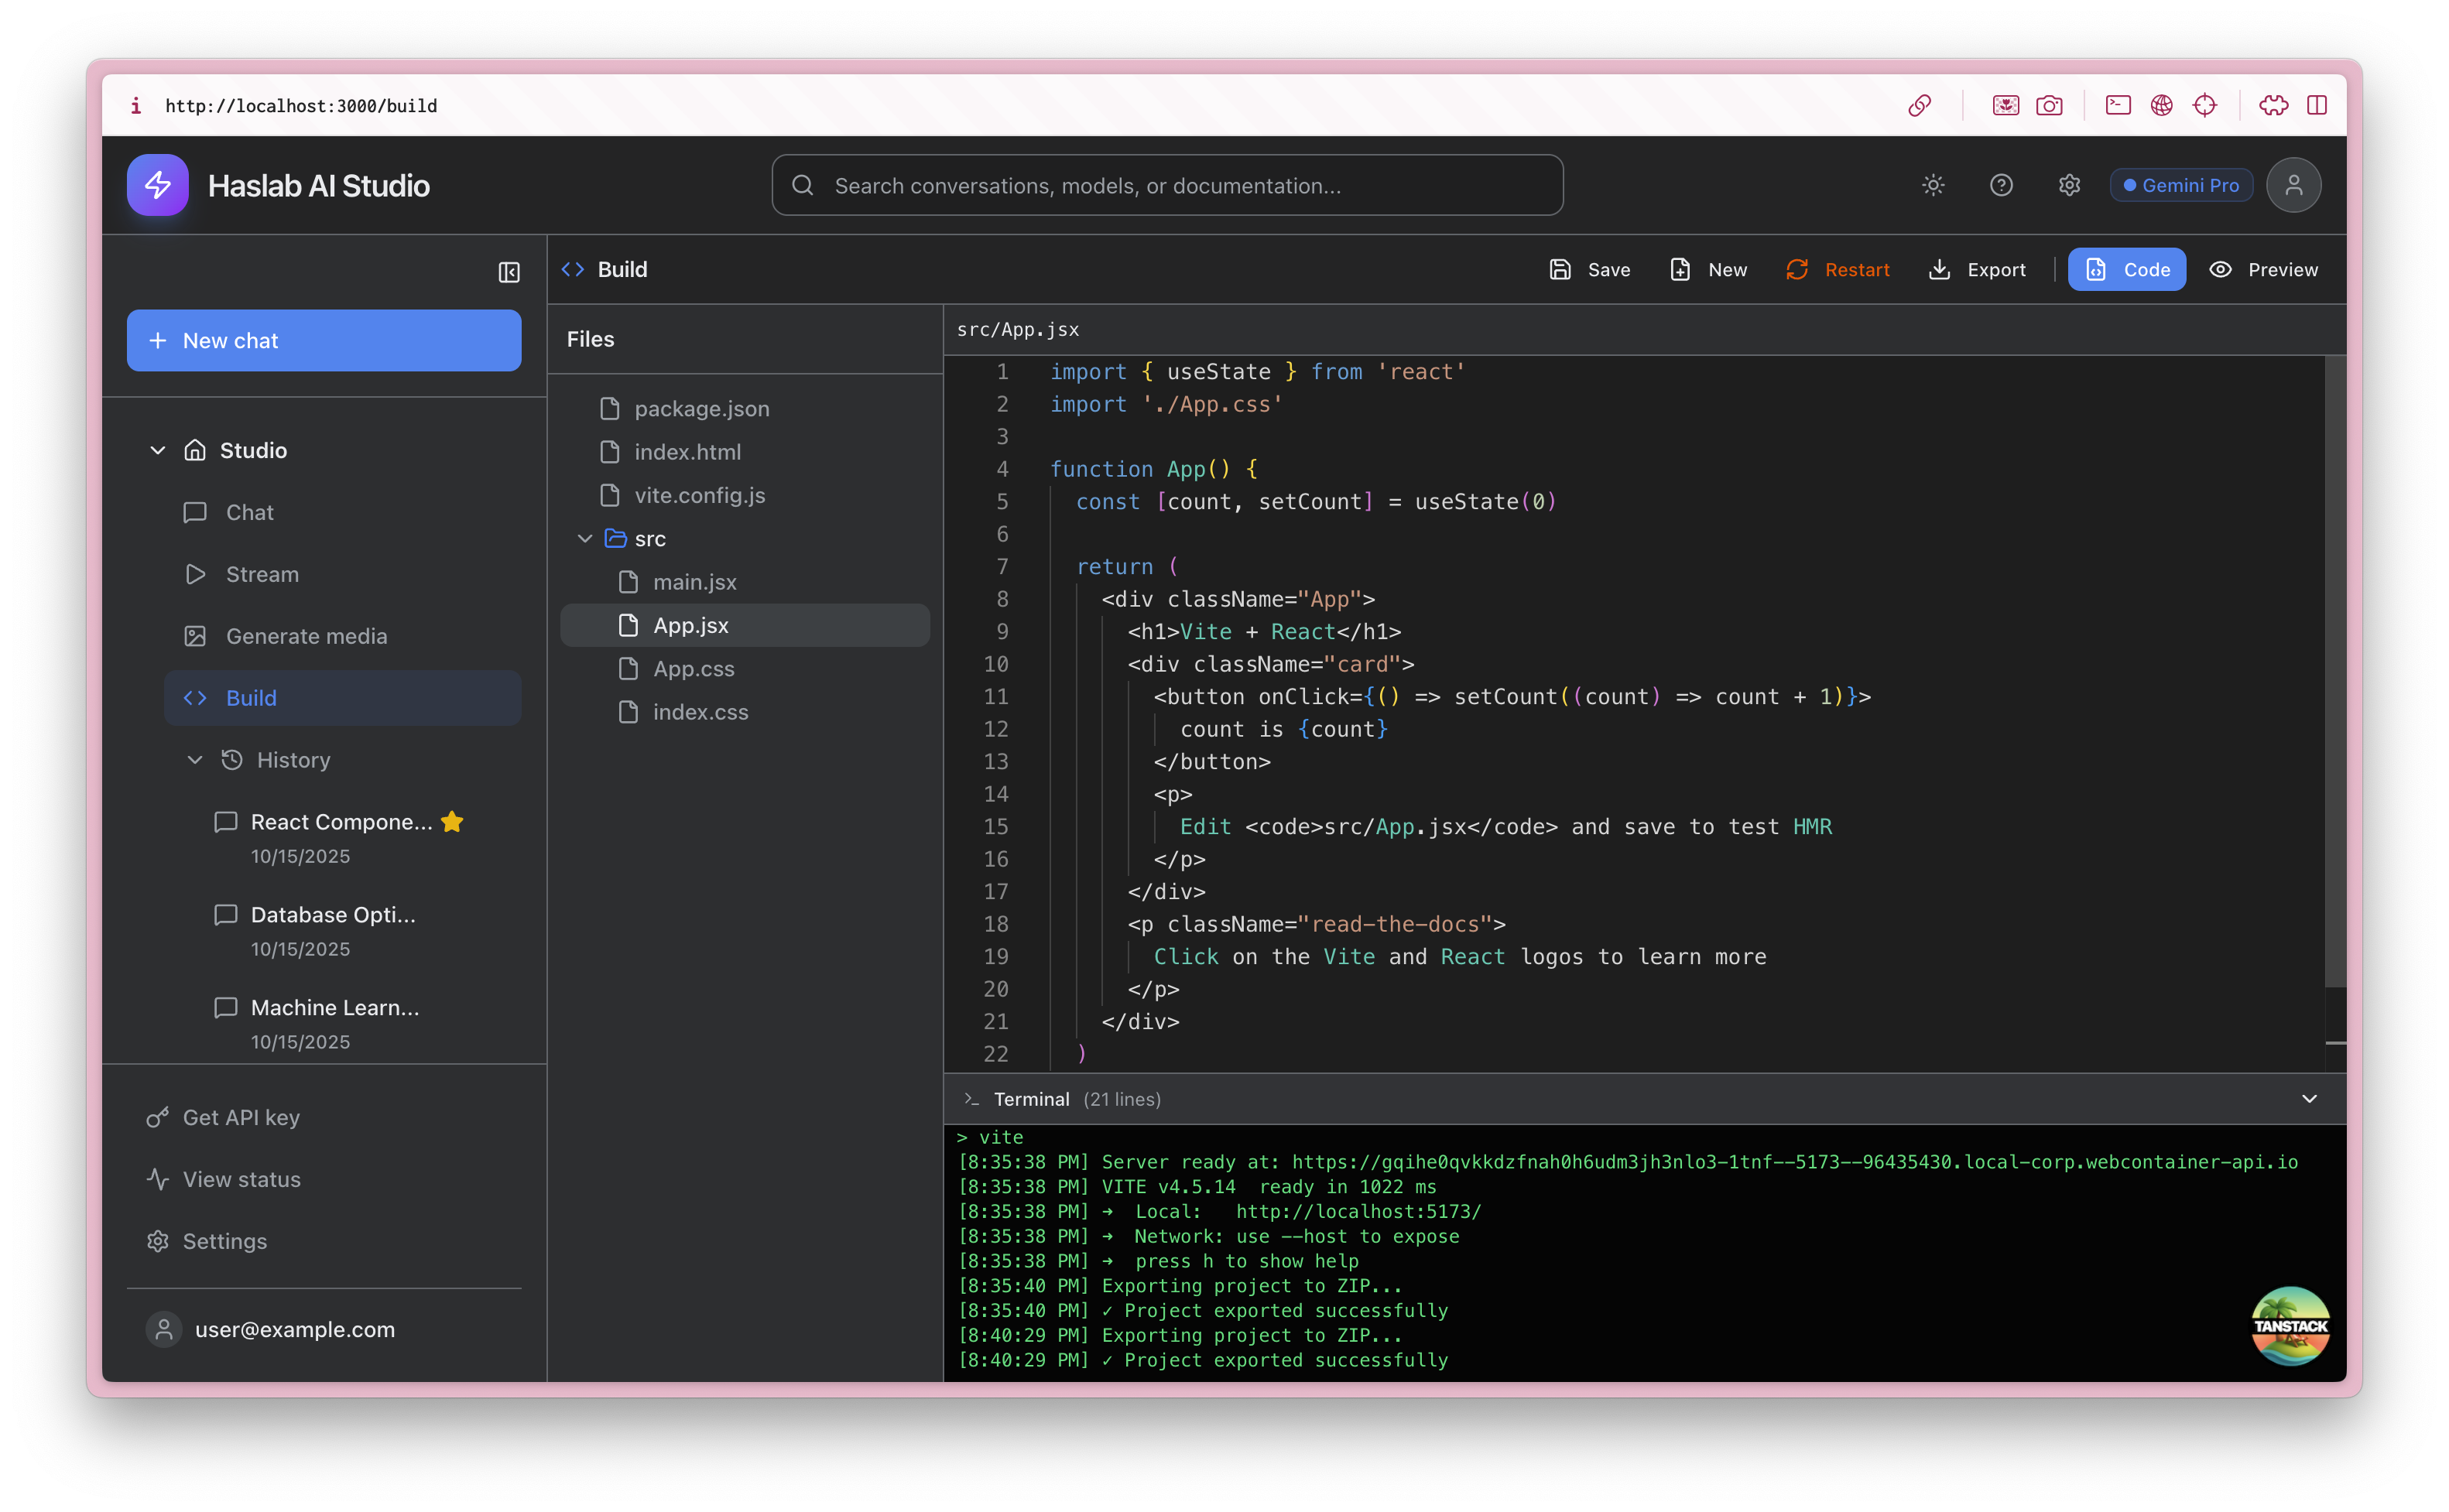 http://localhost:3000/build
Haslab AI Studio
Search conversations, models, or documentation...
Gemini Pro
New chat
Studio
Chat
Stream
Generate media
Build
History
React Compone...
10/15/2025
Database Opti...
10/15/2025
Machine Learn...
10/15/2025
Get API key
View status
Settings
user@example.com
Build
Save
New
Restart
Export
Code
Preview
Files
package.json
index.html
vite.config.js
src
main.jsx
App.jsx
App.css
index.css
src/App.jsx
1 import { useState } from 'react'
2 import './App.css'
3
4 function App() {
5   const [count, setCount] = useState(0)
6
7   return (
8     <div className="App">
9       <h1>Vite + React</h1>
10       <div className="card">
11         <button onClick={() => setCount((count) => count + 1)}>
12           count is {count}
13         </button>
14         <p>
15           Edit <code>src/App.jsx</code> and save to test HMR
16         </p>
17       </div>
18       <p className="read-the-docs">
19         Click on the Vite and React logos to learn more
20       </p>
21     </div>
22   )
Terminal (21 lines)
> vite
[8:35:38 PM] Server ready at: https://gqihe0qvkkdzfnah0h6udm3jh3nlo3-1tnf--5173--96435430.local-corp.webcontainer-api.io
[8:35:38 PM] VITE v4.5.14  ready in 1022 ms
[8:35:38 PM] ➜  Local:   http://localhost:5173/
[8:35:38 PM] ➜  Network: use --host to expose
[8:35:38 PM] ➜  press h to show help
[8:35:40 PM] Exporting project to ZIP...
[8:35:40 PM] ✓ Project exported successfully
[8:40:29 PM] Exporting project to ZIP...
[8:40:29 PM] ✓ Project exported successfully
TANSTACK